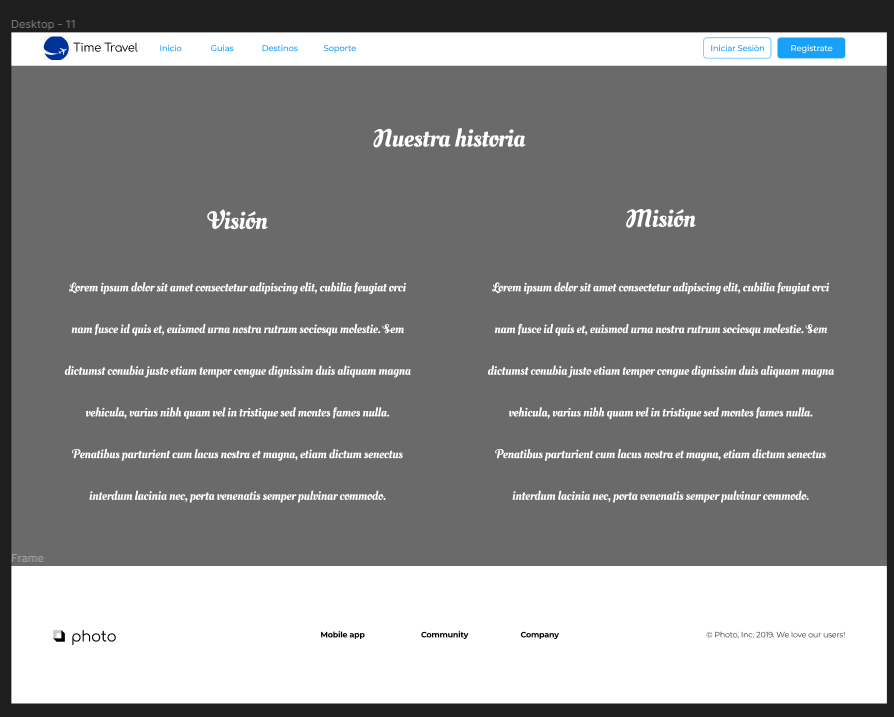 Desktop - 11
Time Travel
Inicio
Guias
Destinos
Soporte
Iniciar Sesión
Registrate
Nuestra historia
Visión
Lorem ipsum dolor sit amet consectetur adipiscing elit, cubilia feugiat orci
nam fusce id quis et, euismod urna nostra rutrum sociosqu molestie. Sem
dictumst conubia justo etiam tempor congue dignissim duis aliquam magna
vehicula, varius nibh quam vel in tristique sed montes fames nulla.
Penatibus parturient cum lacus nostra et magna, etiam dictum senectus
interdum lacinia nec, porta venenatis semper pulvinar commodo.
Misión
Lorem ipsum dolor sit amet consectetur adipiscing elit, cubilia feugiat orci
nam fusce id quis et, euismod urna nostra rutrum sociosqu molestie. Sem
dictumst conubia justo etiam tempor congue dignissim duis aliquam magna
vehicula, varius nibh quam vel in tristique sed montes fames nulla.
Penatibus parturient cum lacus nostra et magna, etiam dictum senectus
interdum lacinia nec, porta venenatis semper pulvinar commodo.
Frame
photo
Mobile app
Community
Company
© Photo, Inc. 2019. We love our users!